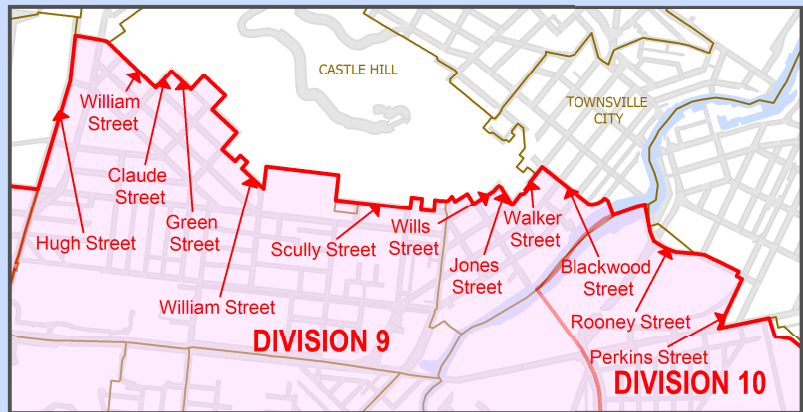 CASTLE HILL
TOWNSVILLE
CITY
William
Street
Claude
Street
Green
Street
Hugh Street
William Street
Scully Street
Wills
Street
Jones
Street
Walker
Street
Blackwood
Street
Rooney Street
Perkins Street
DIVISION 9
DIVISION 10